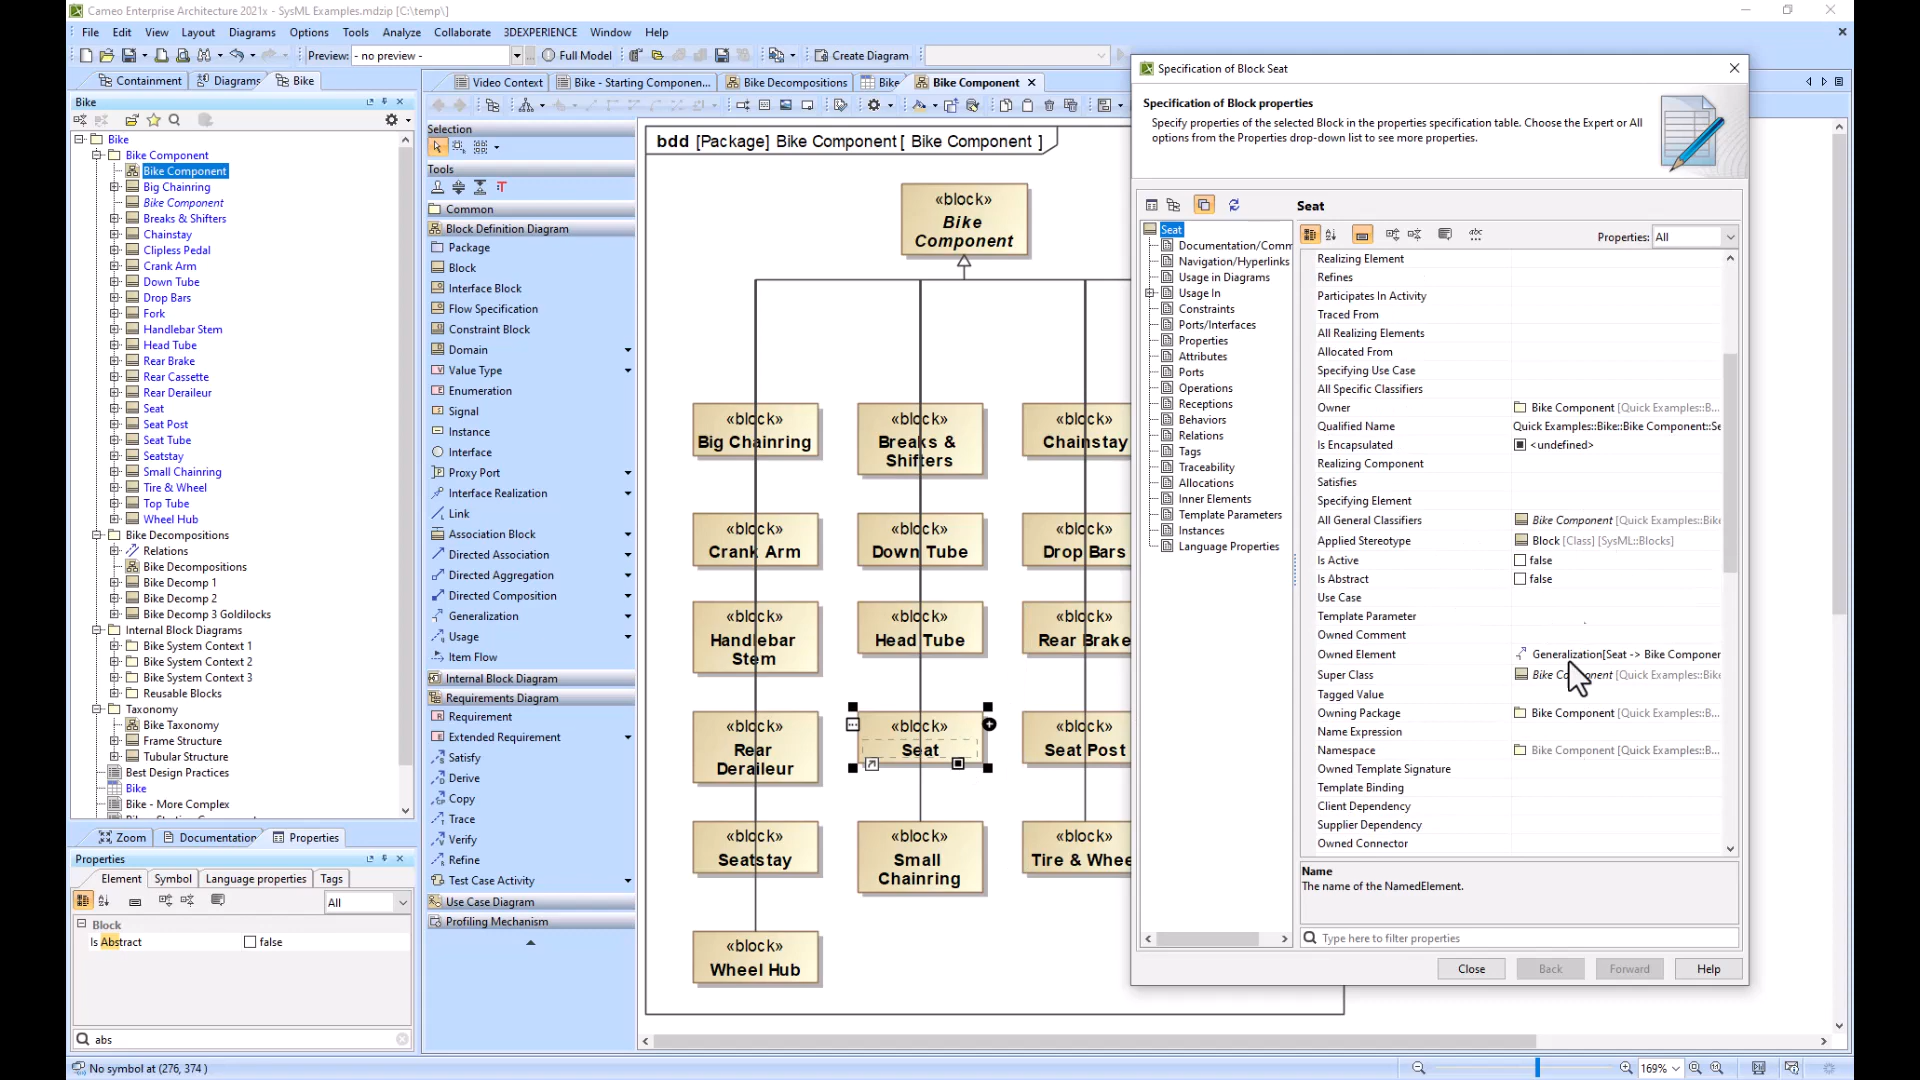 Cameo Enterprise Architecture 2021x - SysML Examples.mdzip [C:\temp\]
File Edit View Layout Diagrams Options Tools Analyze Collaborate 3DEXPERIENCE Window Help
Preview: - no preview - Full Model Create Diagram
Containment Diagrams Bike
Bike
Bike
Bike Component
Bike Component
Big Chainring
Bike Component
Breaks & Shifters
Chainstay
Clipless Pedal
Crank Arm
Down Tube
Drop Bars
Fork
Handlebar Stem
Head Tube
Rear Brake
Rear Cassette
Rear Deraileur
Seat
Seat Post
Seat Tube
Seatstay
Small Chainring
Tire & Wheel
Top Tube
Wheel Hub
Bike Decompositions
Relations
Bike Decompositions
Bike Decomp 1
Bike Decomp 2
Bike Decomp 3 Goldilocks
Internal Block Diagrams
Bike System Context 1
Bike System Context 2
Bike System Context 3
Reusable Blocks
Taxonomy
Bike Taxonomy
Frame Structure
Tubular Structure
Best Design Practices
Bike
Bike - More Complex
Zoom Documentation Properties
Properties
Element Symbol Language properties Tags
All
Block
Is Abstract false
abs
No symbol at (276, 374 )
Video Context Bike - Starting Componen... Bike Decompositions Bike Bike Component
Selection
Tools
Common
Block Definition Diagram
Package
Block
Interface Block
Flow Specification
Constraint Block
Domain
Value Type
Enumeration
Signal
Instance
Interface
Proxy Port
Interface Realization
Link
Association Block
Directed Association
Directed Aggregation
Directed Composition
Generalization
Usage
Item Flow
Internal Block Diagram
Requirements Diagram
Requirement
Extended Requirement
Satisfy
Derive
Copy
Trace
Verify
Refine
Test Case Activity
Use Case Diagram
Profiling Mechanism
bdd [Package] Bike Component [ Bike Component ]
«block»
Bike
Component
«block»
Big Chainring
«block»
Breaks &
Shifters
«block»
Chainstay
«block»
Crank Arm
«block»
Down Tube
«block»
Drop Bars
«block»
Handlebar
Stem
«block»
Head Tube
«block»
Rear Brake
«block»
Rear
Deraileur
«block»
Seat
«block»
Seat Post
«block»
Seatstay
«block»
Small
Chainring
«block»
Tire & Whee
«block»
Wheel Hub
169%
Specification of Block Seat
Specification of Block properties
Specify properties of the selected Block in the properties specification table. Choose the Expert or All
options from the Properties drop-down list to see more properties.
Seat
Documentation/Comm
Navigation/Hyperlinks
Usage in Diagrams
Usage In
Constraints
Ports/Interfaces
Properties
Attributes
Ports
Operations
Receptions
Behaviors
Relations
Tags
Traceability
Allocations
Inner Elements
Template Parameters
Instances
Language Properties
Seat
Properties: All
Realizing Element
Refines
Participates In Activity
Traced From
All Realizing Elements
Allocated From
Specifying Use Case
All Specific Classifiers
Owner Bike Component [Quick Examples::B...
Qualified Name Quick Examples::Bike::Bike Component::Se
Is Encapsulated <undefined>
Realizing Component
Satisfies
Specifying Element
All General Classifiers Bike Component [Quick Examples::Bike
Applied Stereotype Block [Class] [SysML::Blocks]
Is Active false
Is Abstract false
Use Case
Template Parameter
Owned Comment
Owned Element Generalization[Seat -> Bike Componen
Super Class Bike Component [Quick Examples::Bike
Tagged Value
Owning Package Bike Component [Quick Examples::B...
Name Expression
Namespace Bike Component [Quick Examples::B...
Owned Template Signature
Template Binding
Client Dependency
Supplier Dependency
Owned Connector
Name
The name of the NamedElement.
Type here to filter properties
Close Back Forward Help